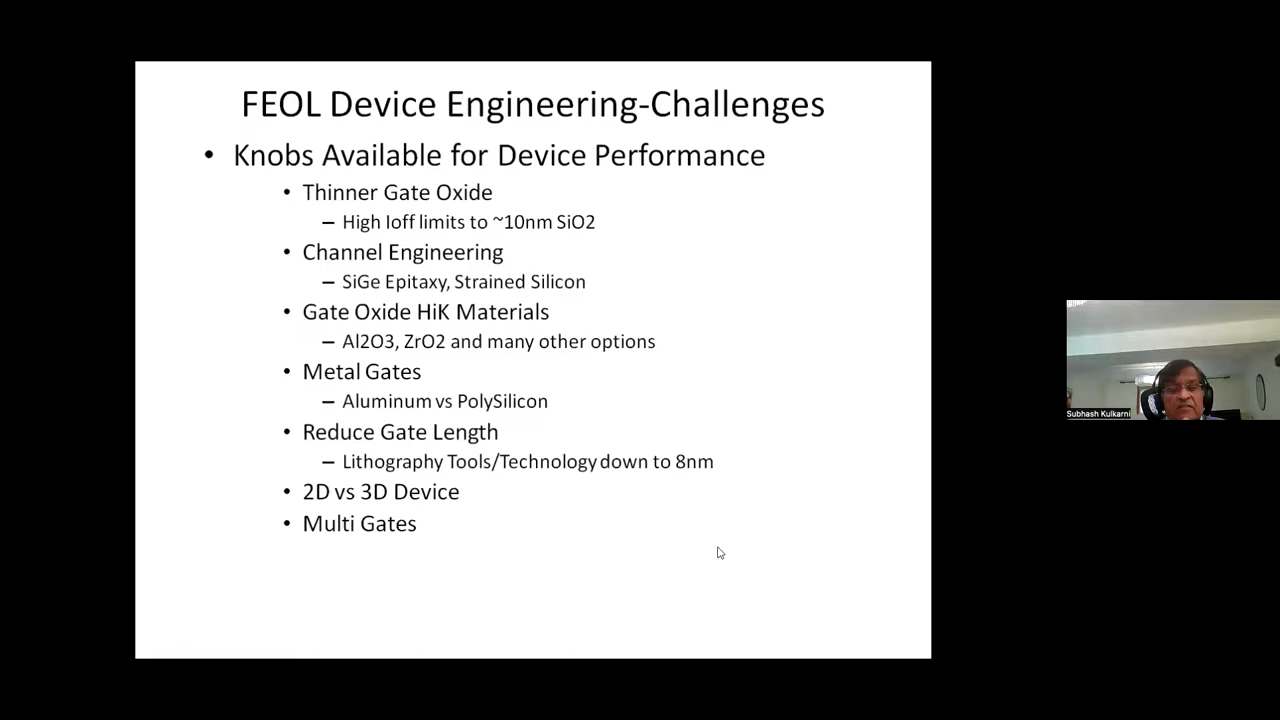 FEOL Device Engineering-Challenges
• Knobs Available for Device Performance
• Thinner Gate Oxide
– High Ioff limits to ~10nm SiO2
• Channel Engineering
– SiGe Epitaxy, Strained Silicon
• Gate Oxide HiK Materials
– Al2O3, ZrO2 and many other options
• Metal Gates
– Aluminum vs PolySilicon
• Reduce Gate Length
– Lithography Tools/Technology down to 8nm
• 2D vs 3D Device
• Multi Gates
Subhash Kulkarni